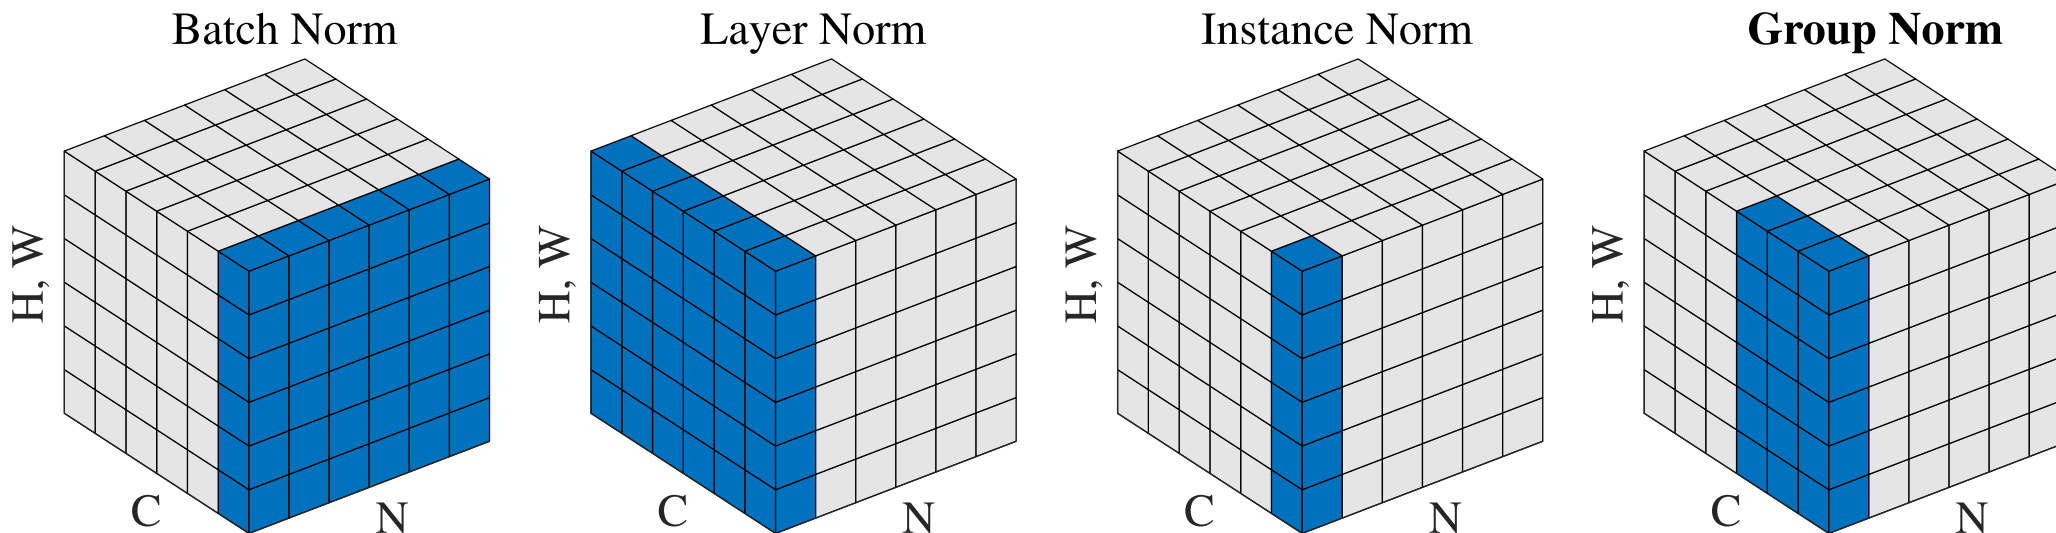 Batch Norm
H, W
C
N
Layer Norm
H, W
C
N
Instance Norm
H, W
C
N
Group Norm
H, W
C
N